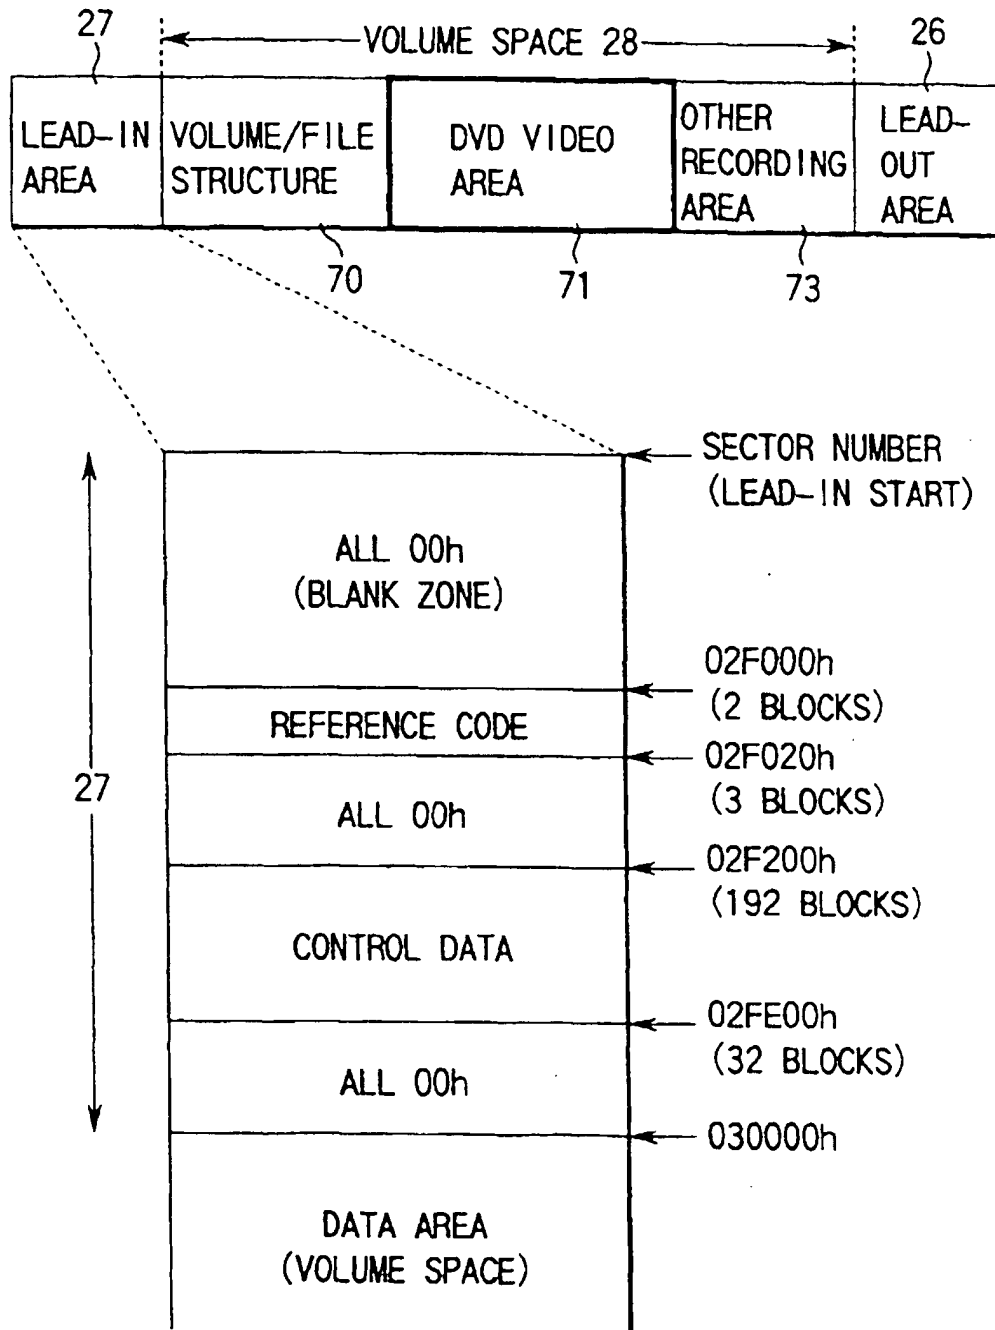 27
VOLUME SPACE 28
26
LEAD-IN
AREA
VOLUME/FILE
STRUCTURE
DVD VIDEO
AREA
OTHER
RECORDING
AREA
LEAD-
OUT
AREA
70
71
73
SECTOR NUMBER
(LEAD-IN START)
ALL 00h
(BLANK ZONE)
02F000h
(2 BLOCKS)
REFERENCE CODE
02F020h
(3 BLOCKS)
27
ALL 00h
02F200h
(192 BLOCKS)
CONTROL DATA
02FE00h
(32 BLOCKS)
ALL 00h
030000h
DATA AREA
(VOLUME SPACE)